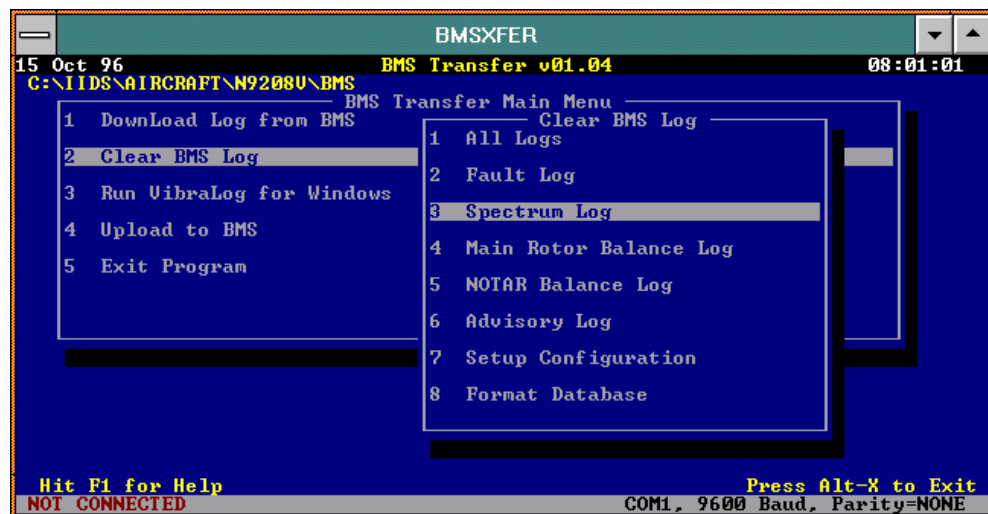 BMSXFER
15 Oct 96 BMS Transfer v01.04 08:01:01
C:\IIDS\AIRCRAFT\N9208V\BMS
BMS Transfer Main Menu
1 DownLoad Log from BMS
2 Clear BMS Log
3 Run VibraLog for Windows
4 Upload to BMS
5 Exit Program
Clear BMS Log
1 All Logs
2 Fault Log
3 Spectrum Log
4 Main Rotor Balance Log
5 NOTAR Balance Log
6 Advisory Log
7 Setup Configuration
8 Format Database
Hit F1 for Help Press Alt-X to Exit
NOT CONNECTED COM1, 9600 Baud, Parity=NONE